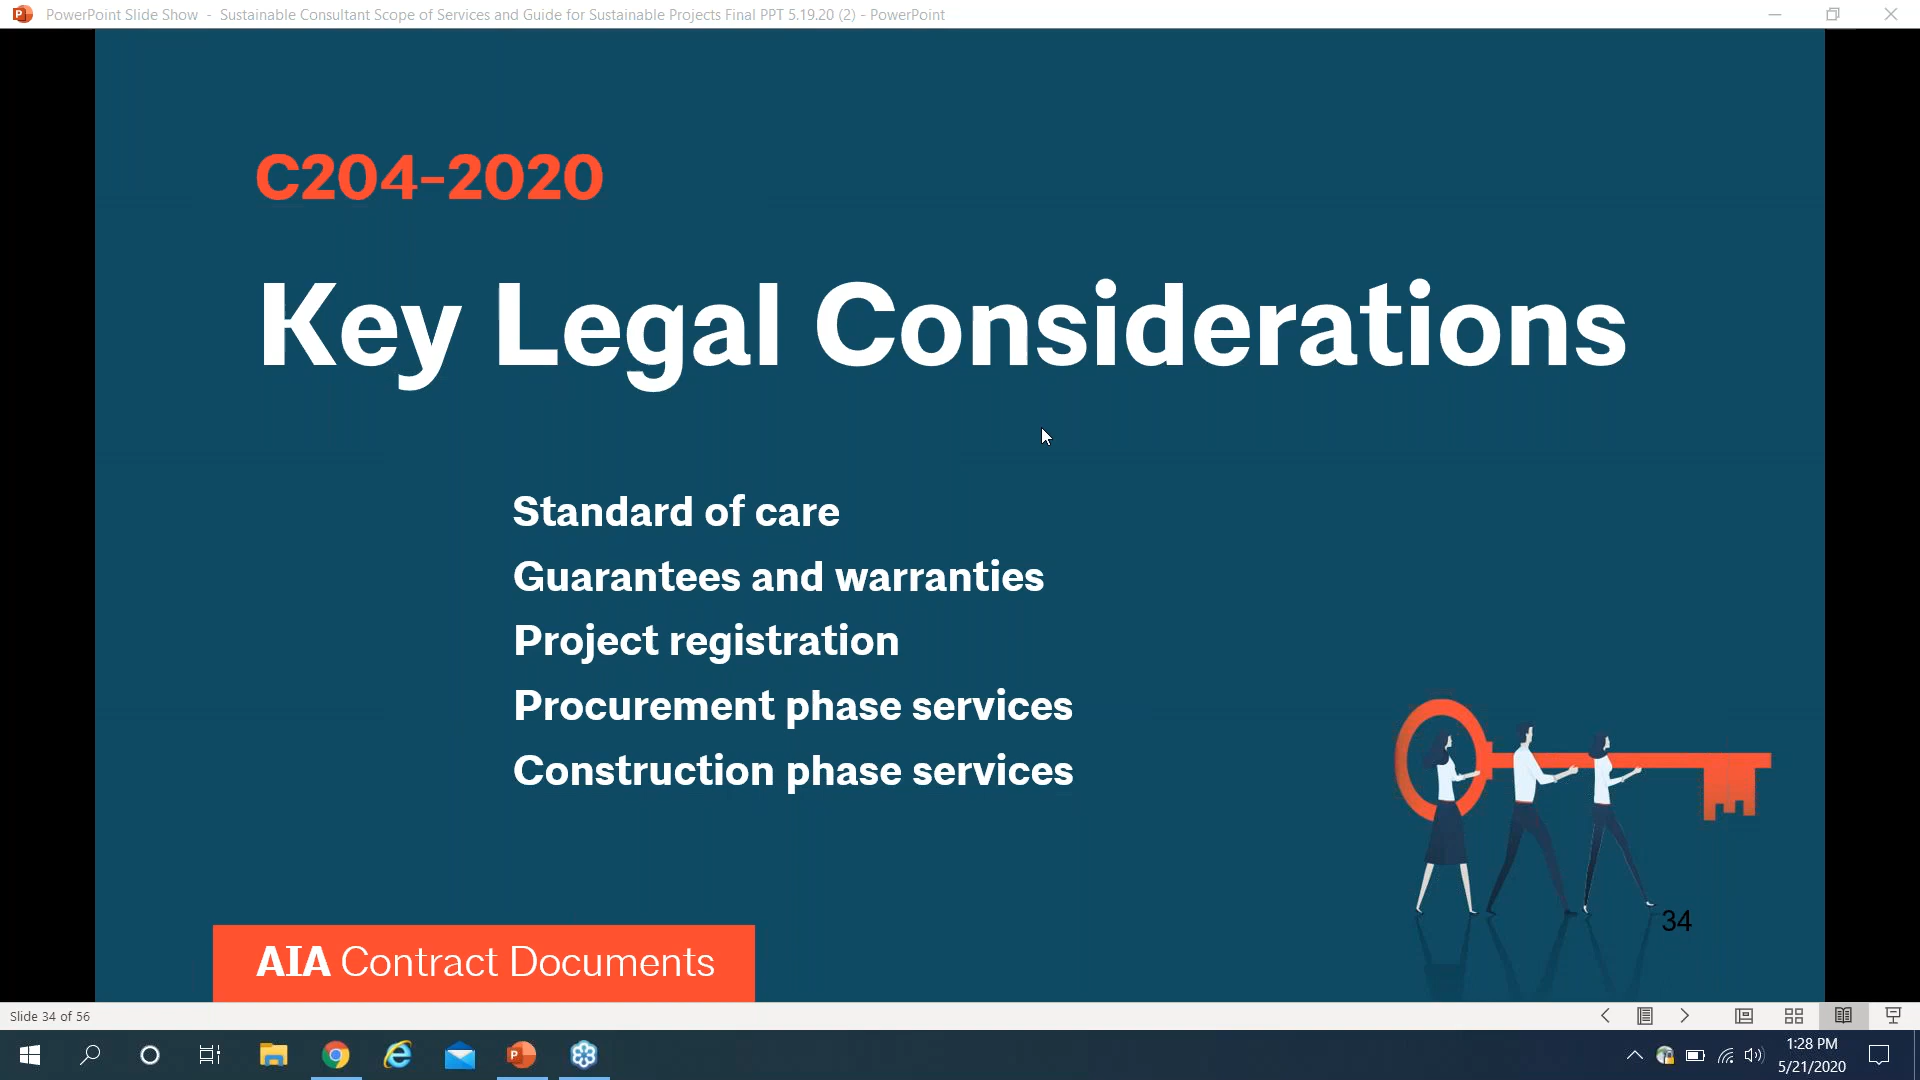 PowerPoint Slide Show - Sustainable Consultant Scope of Services and Guide for Sustainable Projects Final PPT 5.19.20 (2) - PowerPoint
C204-2020
Key Legal Considerations
Standard of care
Guarantees and warranties
Project registration
Procurement phase services
Construction phase services
34
AIA Contract Documents
Slide 34 of 56
1:28 PM
5/21/2020